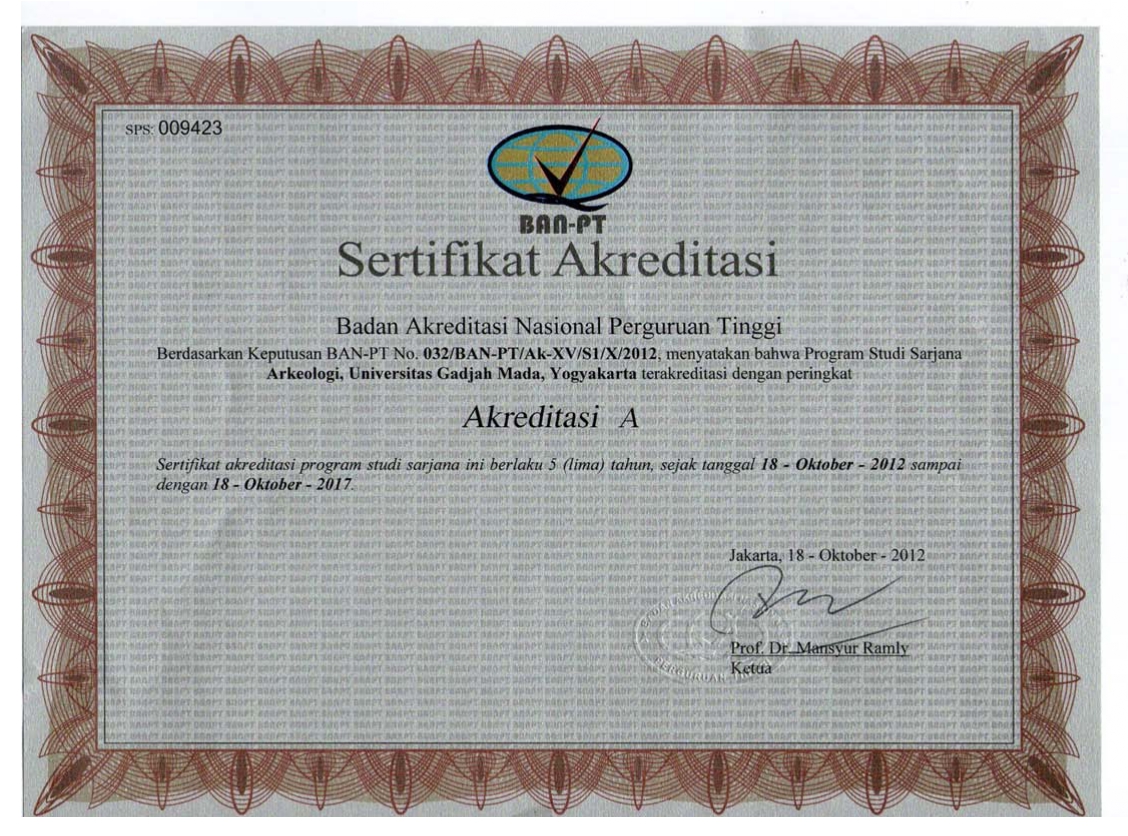 SPS: 009423
BAN-PT
Sertifikat Akreditasi
Badan Akreditasi Nasional Perguruan Tinggi
Berdasarkan Keputusan BAN-PT No. 032/BAN-PT/Ak-XV/S1/X/2012, menyatakan bahwa Program Studi Sarjana
Arkeologi, Universitas Gadjah Mada, Yogyakarta terakreditasi dengan peringkat
Akreditasi A
Sertifikat akreditasi program studi sarjana ini berlaku 5 (lima) tahun, sejak tanggal 18 - Oktober - 2012 sampai
dengan 18 - Oktober - 2017.
Jakarta, 18 - Oktober - 2012
Prof. Dr. Mansyur Ramly
Ketua
PERGURUAN